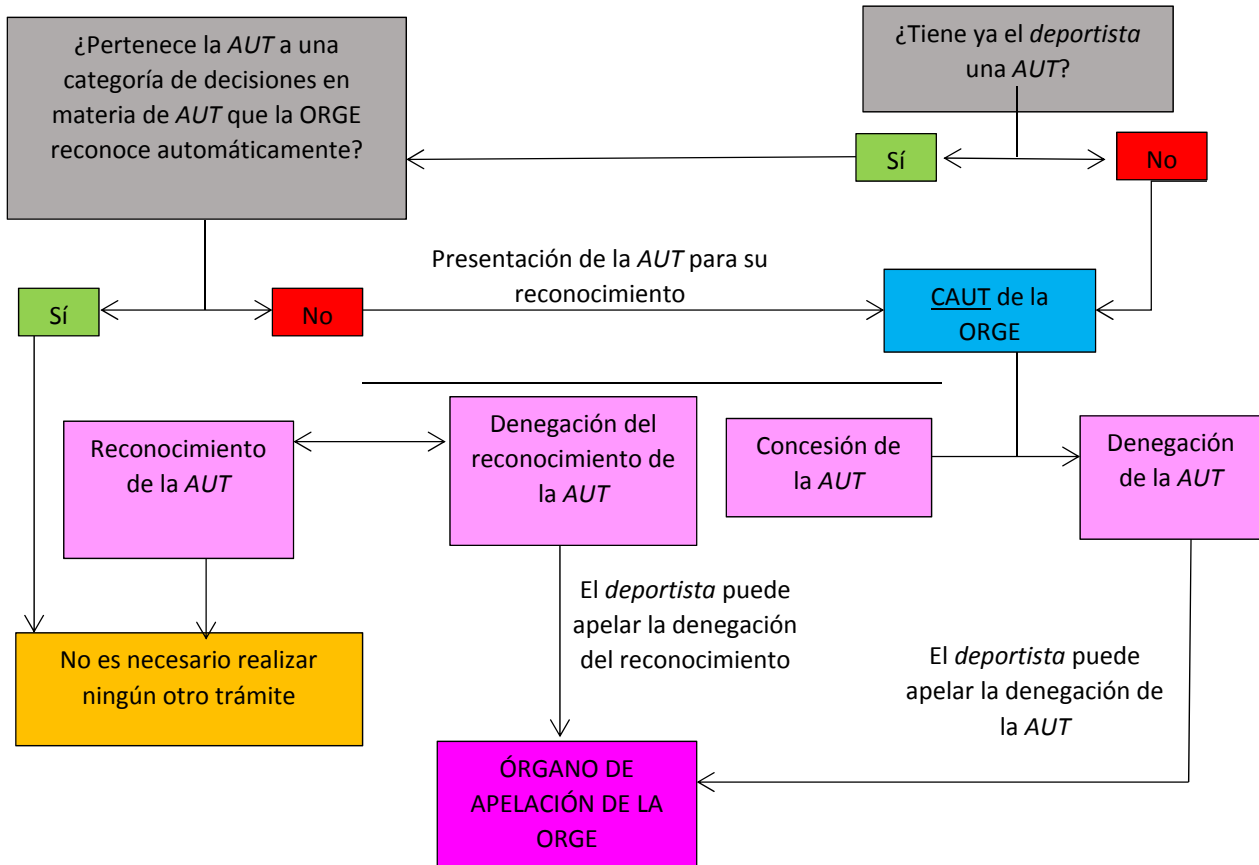 ¿Pertenece la AUT a una
categoría de decisiones en
materia de AUT que la ORGE
reconoce automáticamente?
¿Tiene ya el deportista
una AUT?
Sí
No
Presentación de la AUT para su
reconocimiento
Sí
No
CAUT de la
ORGE
Reconocimiento
de la AUT
Denegación del
reconocimiento de
la AUT
Concesión de
la AUT
Denegación
de la AUT
El deportista puede
apelar la denegación
del reconocimiento
El deportista puede
apelar la denegación de
la AUT
No es necesario realizar
ningún otro trámite
ÓRGANO DE
APELACIÓN DE LA
ORGE